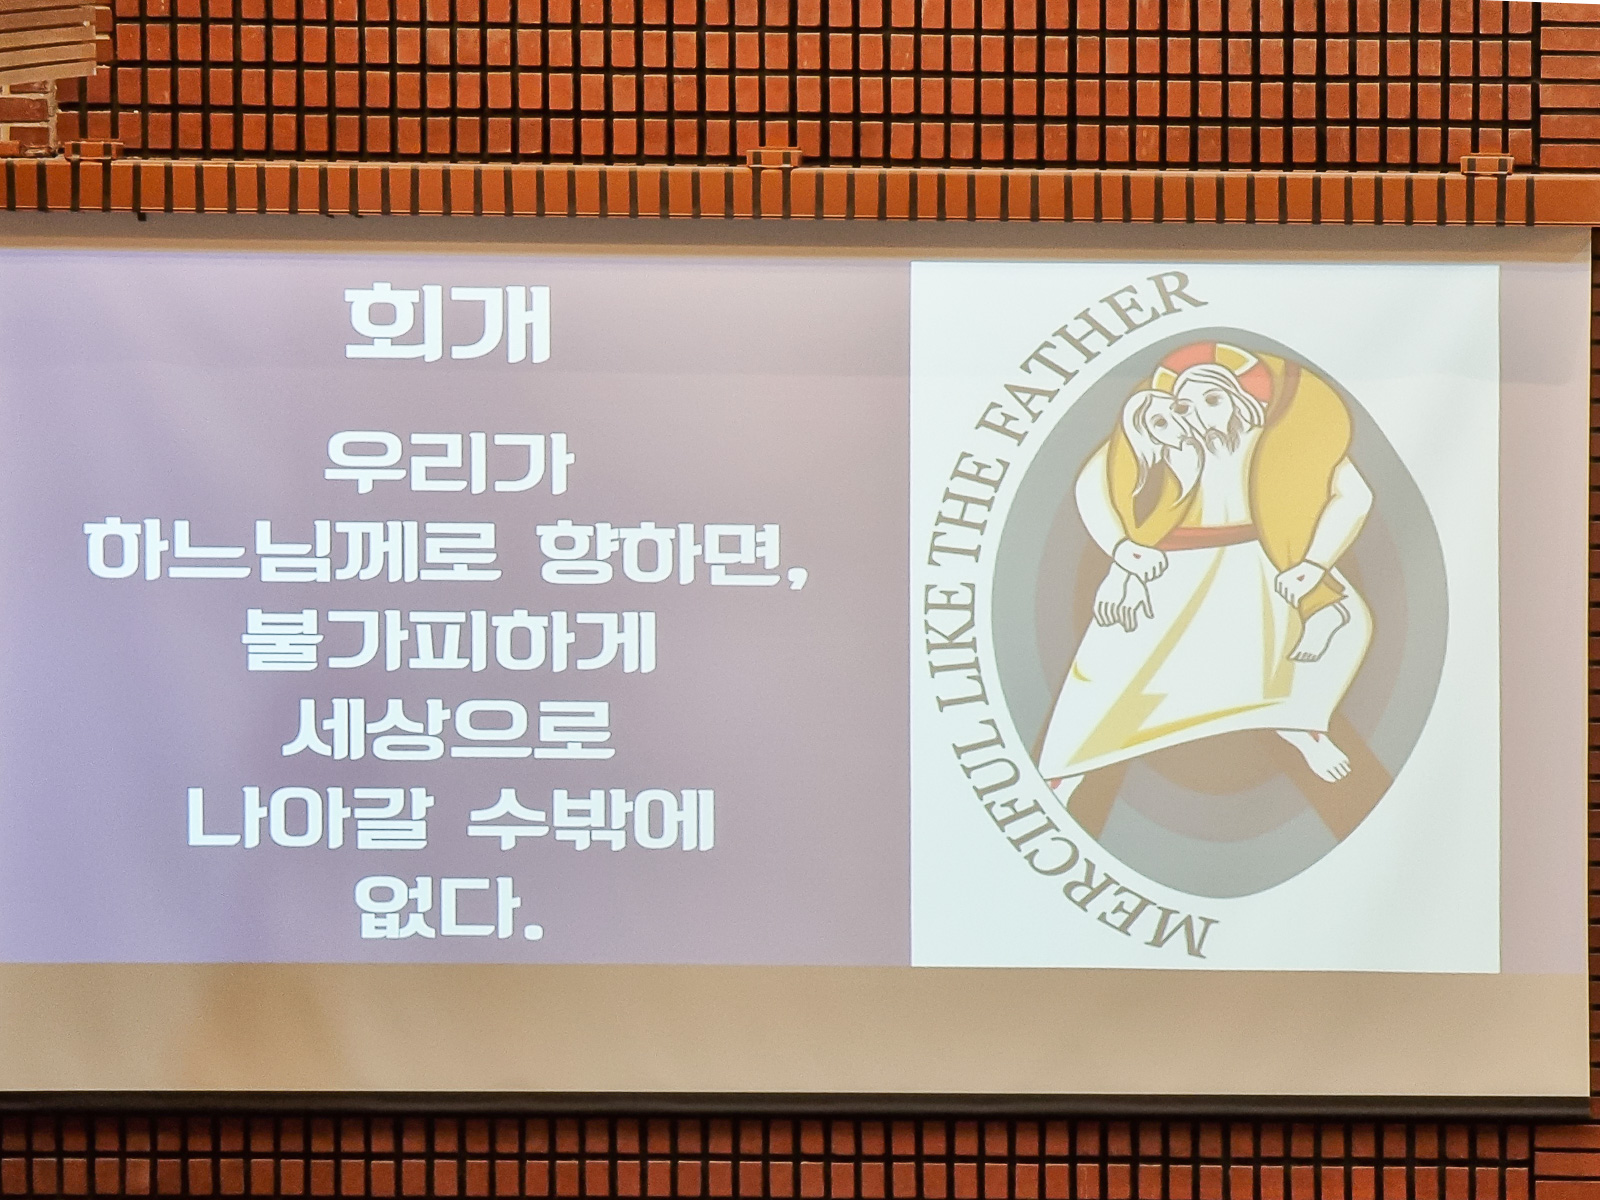 회개
우리가
하느님께로 향하면,
불가피하게
세상으로
나아갈 수밖에
없다.
MERCIFUL LIKE THE FATHER